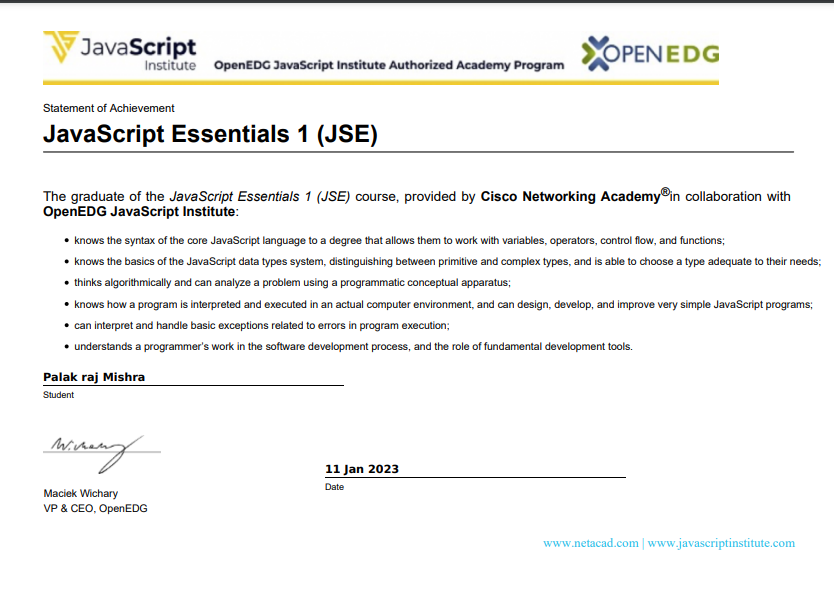 JavaScript
Institute
OpenEDG JavaScript Institute Authorized Academy Program
OPENEDG
Statement of Achievement
JavaScript Essentials 1 (JSE)
The graduate of the JavaScript Essentials 1 (JSE) course, provided by Cisco Networking Academy®in collaboration with
OpenEDG JavaScript Institute:
• knows the syntax of the core JavaScript language to a degree that allows them to work with variables, operators, control flow, and functions;
• knows the basics of the JavaScript data types system, distinguishing between primitive and complex types, and is able to choose a type adequate to their needs;
• thinks algorithmically and can analyze a problem using a programmatic conceptual apparatus;
• knows how a program is interpreted and executed in an actual computer environment, and can design, develop, and improve very simple JavaScript programs;
• can interpret and handle basic exceptions related to errors in program execution;
• understands a programmer's work in the software development process, and the role of fundamental development tools.
Palak raj Mishra
Student
W.Wichary
11 Jan 2023
Date
Maciek Wichary
VP & CEO, OpenEDG
www.netacad.com | www.javascriptinstitute.com